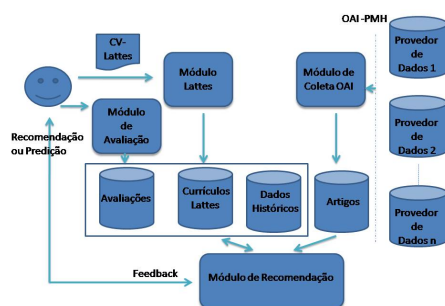 OAI-PMH
CV-
Lattes
Módulo
Lattes
Módulo de
Coleta OAI
Provedor
de
Dados 1
Módulo
de
Avaliação
Recomendação
ou Predição
Provedor
de
Dados 2
Avaliações
Currículos
Lattes
Dados
Históricos
Artigos
Provedor
de
Dados n
Feedback
Módulo de Recomendação